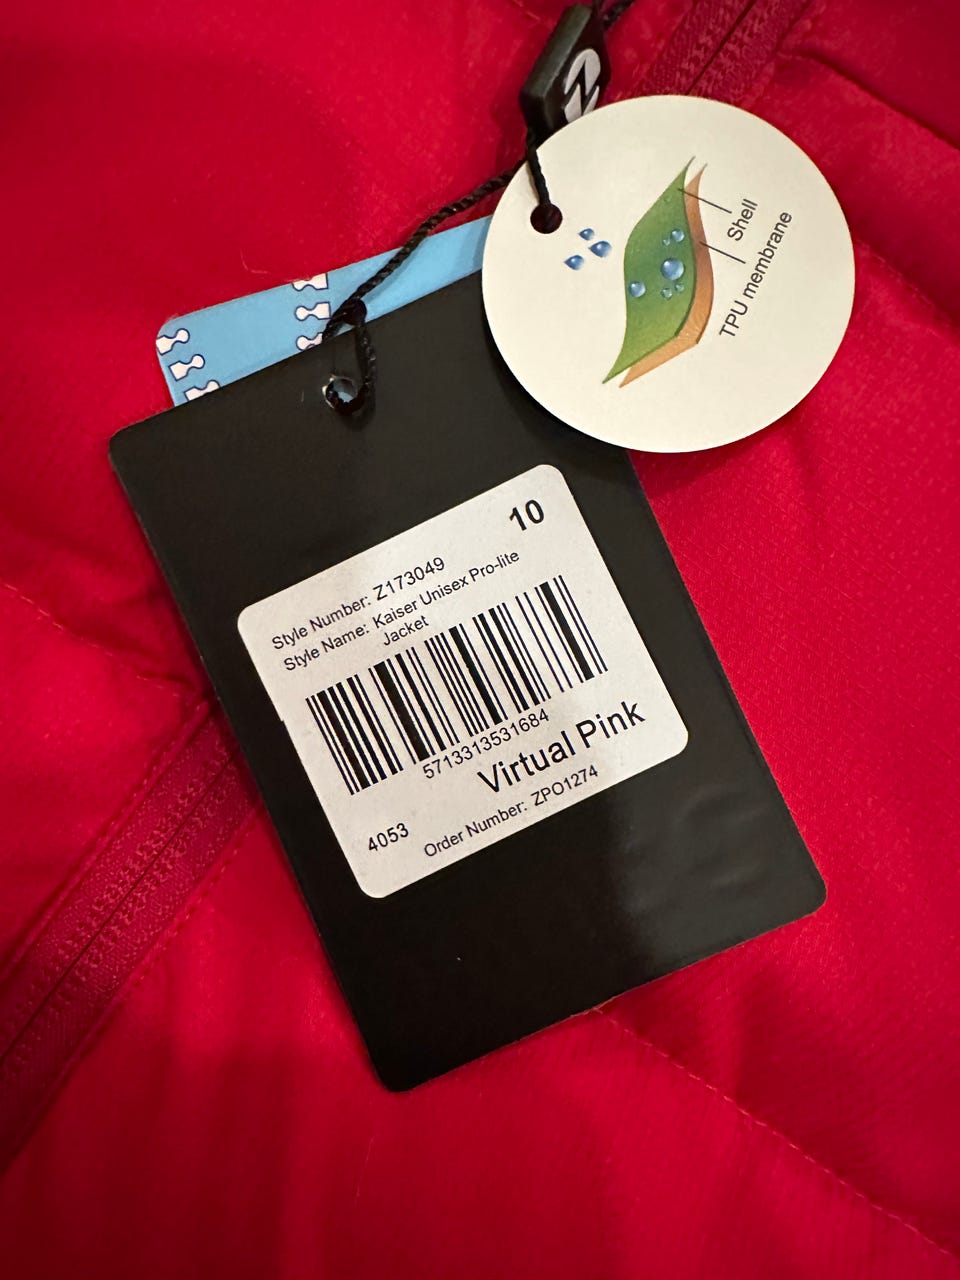 Shell
TPU membrane
10
Style Number: Z173049
Style Name: Kaiser Unisex Pro-lite
Jacket
5713313531684
Virtual Pink
4053
Order Number: ZPO1274